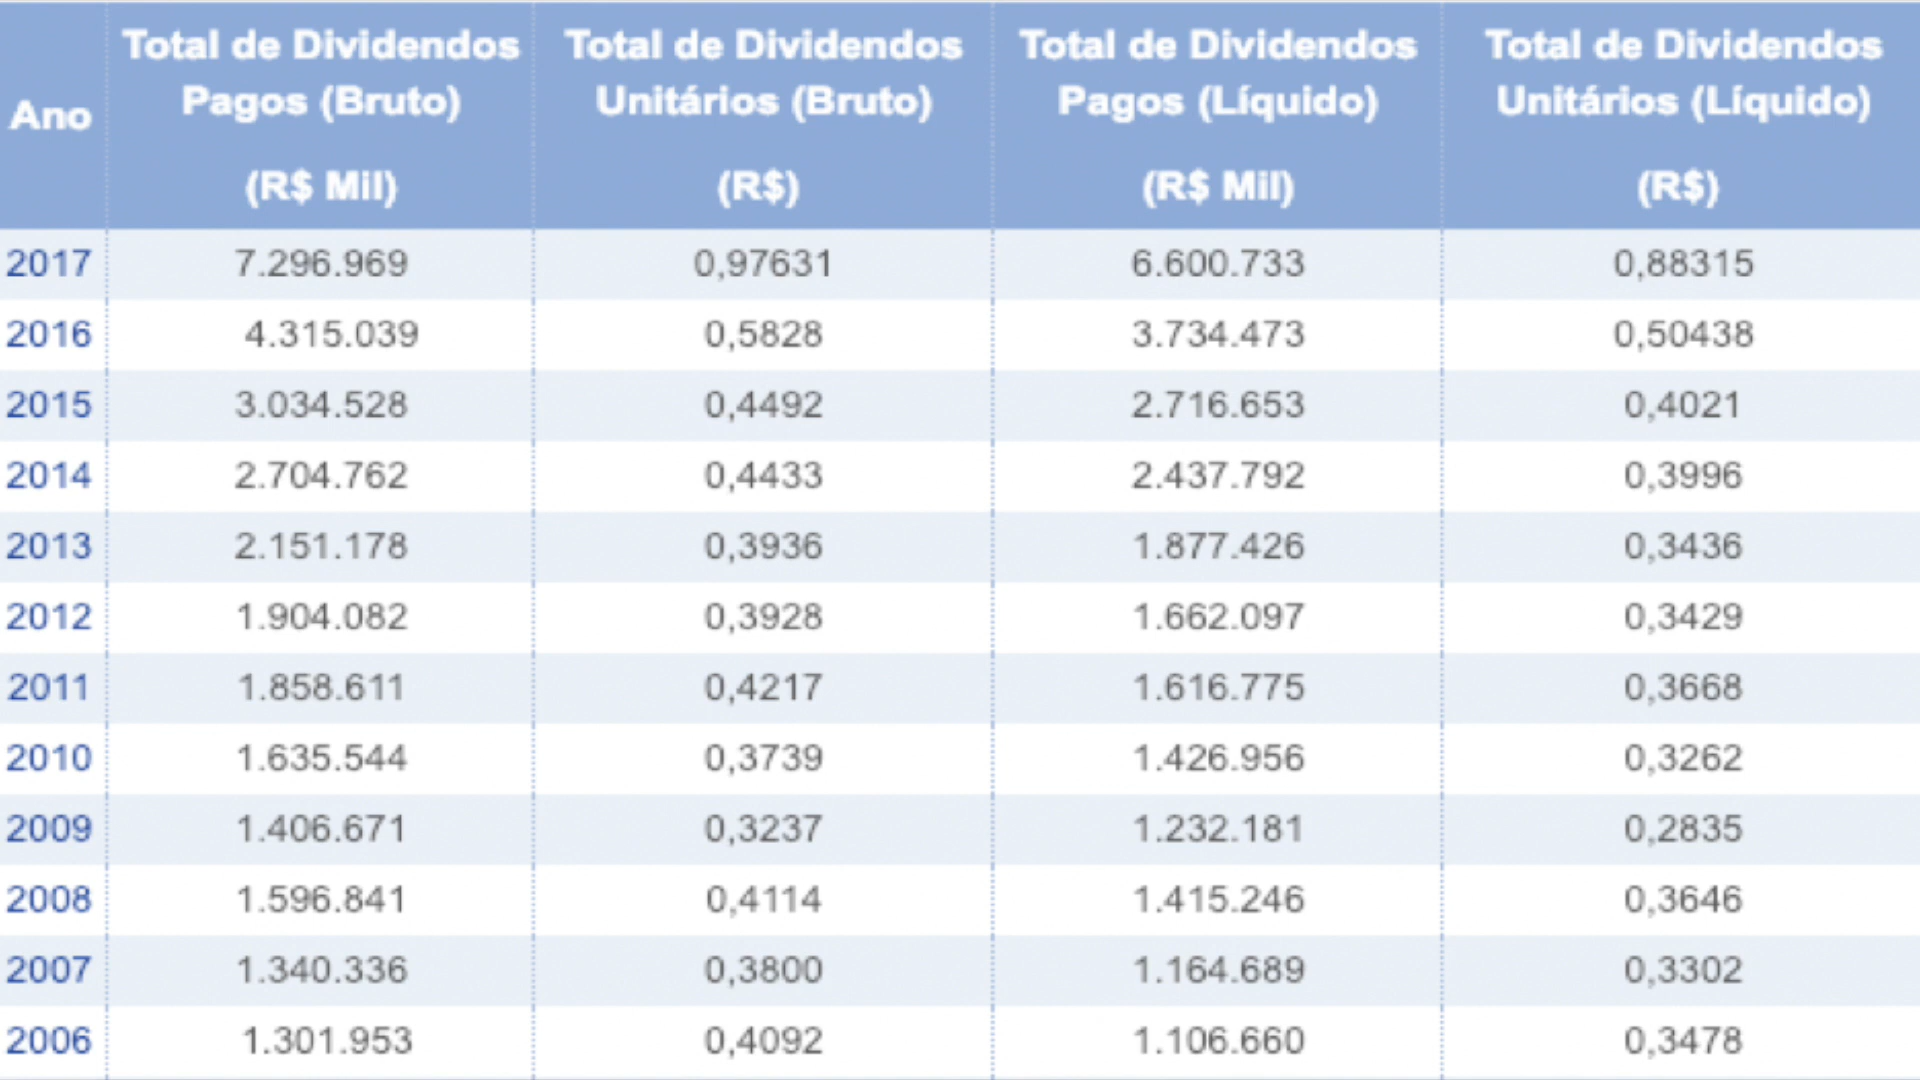 Ano
Total de Dividendos
Pagos (Bruto)
(R$ Mil)
Total de Dividendos
Unitários (Bruto)
(R$)
Total de Dividendos
Pagos (Líquido)
(R$ Mil)
Total de Dividendos
Unitários (Líquido)
(R$)
2017 7.296.969 0,97631 6.600.733 0,88315
2016 4.315.039 0,5828 3.734.473 0,50438
2015 3.034.528 0,4492 2.716.653 0,4021
2014 2.704.762 0,4433 2.437.792 0,3996
2013 2.151.178 0,3936 1.877.426 0,3436
2012 1.904.082 0,3928 1.662.097 0,3429
2011 1.858.611 0,4217 1.616.775 0,3668
2010 1.635.544 0,3739 1.426.956 0,3262
2009 1.406.671 0,3237 1.232.181 0,2835
2008 1.596.841 0,4114 1.415.246 0,3646
2007 1.340.336 0,3800 1.164.689 0,3302
2006 1.301.953 0,4092 1.106.660 0,3478